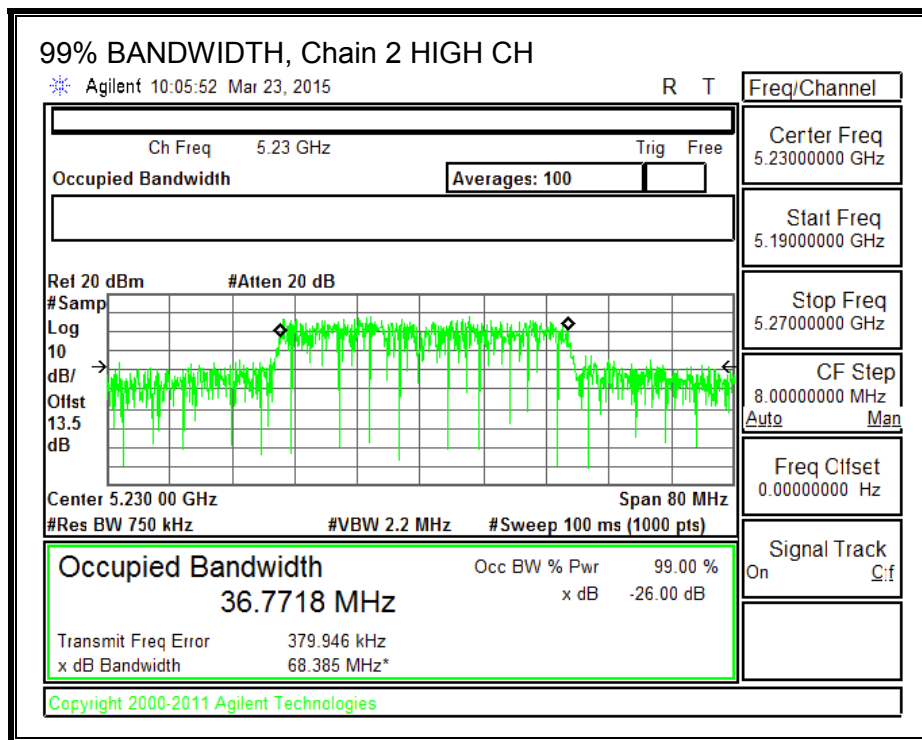 99% BANDWIDTH, Chain 2 HIGH CH
Agilent 10:05:52 Mar 23, 2015 R T
Freq/Channel
Ch Freq 5.23 GHz Trig Free
Occupied Bandwidth Averages: 100
Center Freq
5.23000000 GHz
Start Freq
5.19000000 GHz
Stop Freq
5.27000000 GHz
CF Step
8.00000000 MHz
Auto Man
Freq Offset
0.00000000 Hz
Signal Track
On Off
Ref 20 dBm #Atten 20 dB
#Samp
Log
10
dB/
Offst
13.5
dB
Center 5.230 00 GHz Span 80 MHz
#Res BW 750 kHz #VBW 2.2 MHz #Sweep 100 ms (1000 pts)
Occupied Bandwidth
36.7718 MHz
Occ BW % Pwr 99.00 %
x dB -26.00 dB
Transmit Freq Error 379.946 kHz
x dB Bandwidth 68.385 MHz*
Copyright 2000-2011 Agilent Technologies